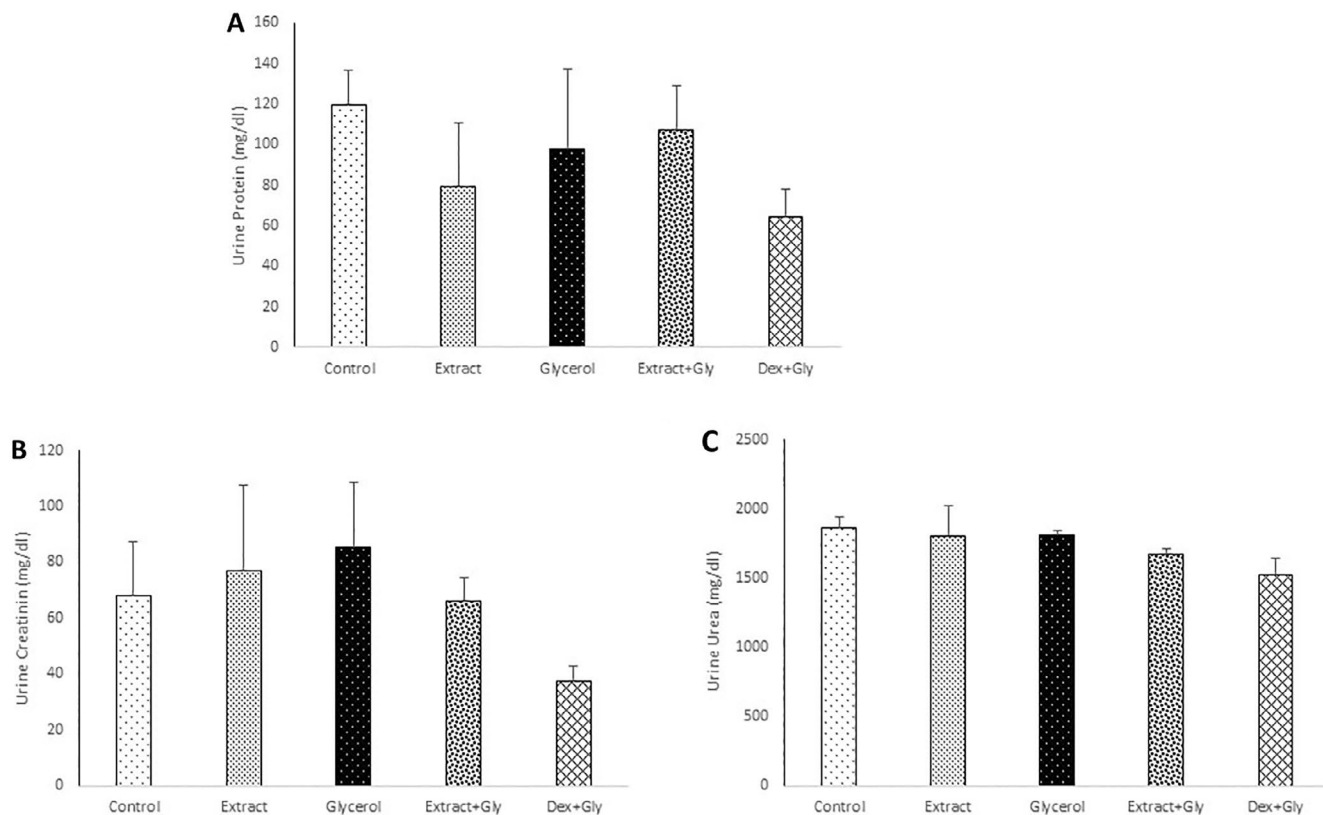 A
Urine Protein (mg/dl)
160
140
120
100
80
60
40
20
0
Control Extract Glycerol Extract+Gly Dex+Gly
B
Urine Creatinin (mg/dl)
120
100
80
60
40
20
0
Control Extract Glycerol Extract+Gly Dex+Gly
C
Urine Urea (mg/dl)
2500
2000
1500
1000
500
0
Control Extract Glycerol Extract+Gly Dex+Gly